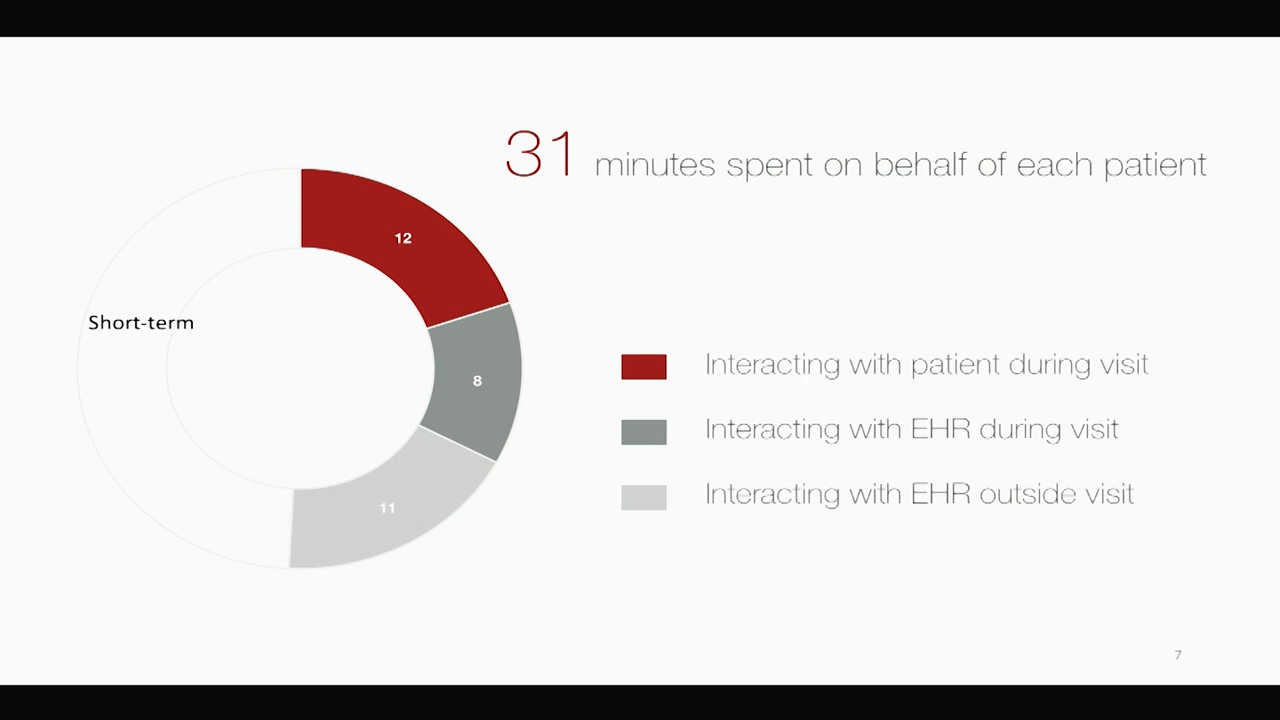 31 minutes spent on behalf of each patient
12
Short-term
8
11
Interacting with patient during visit
Interacting with EHR during visit
Interacting with EHR outside visit
7